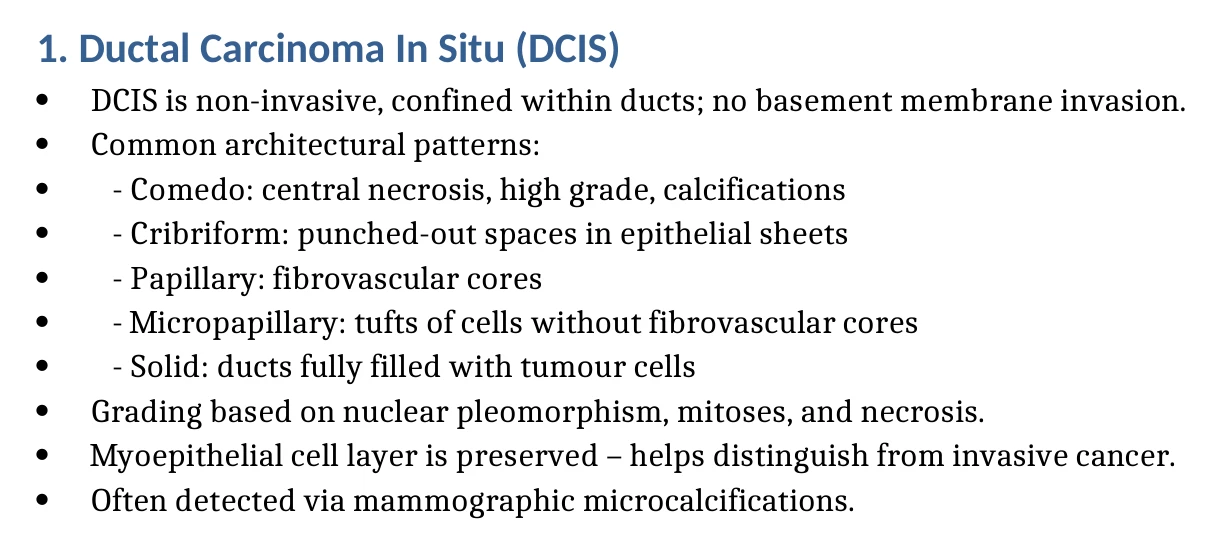 1. Ductal Carcinoma In Situ (DCIS)
• DCIS is non-invasive, confined within ducts; no basement membrane invasion.
• Common architectural patterns:
• - Comedo: central necrosis, high grade, calcifications
• - Cribriform: punched-out spaces in epithelial sheets
• - Papillary: fibrovascular cores
• - Micropapillary: tufts of cells without fibrovascular cores
• - Solid: ducts fully filled with tumour cells
• Grading based on nuclear pleomorphism, mitoses, and necrosis.
• Myoepithelial cell layer is preserved – helps distinguish from invasive cancer.
• Often detected via mammographic microcalcifications.